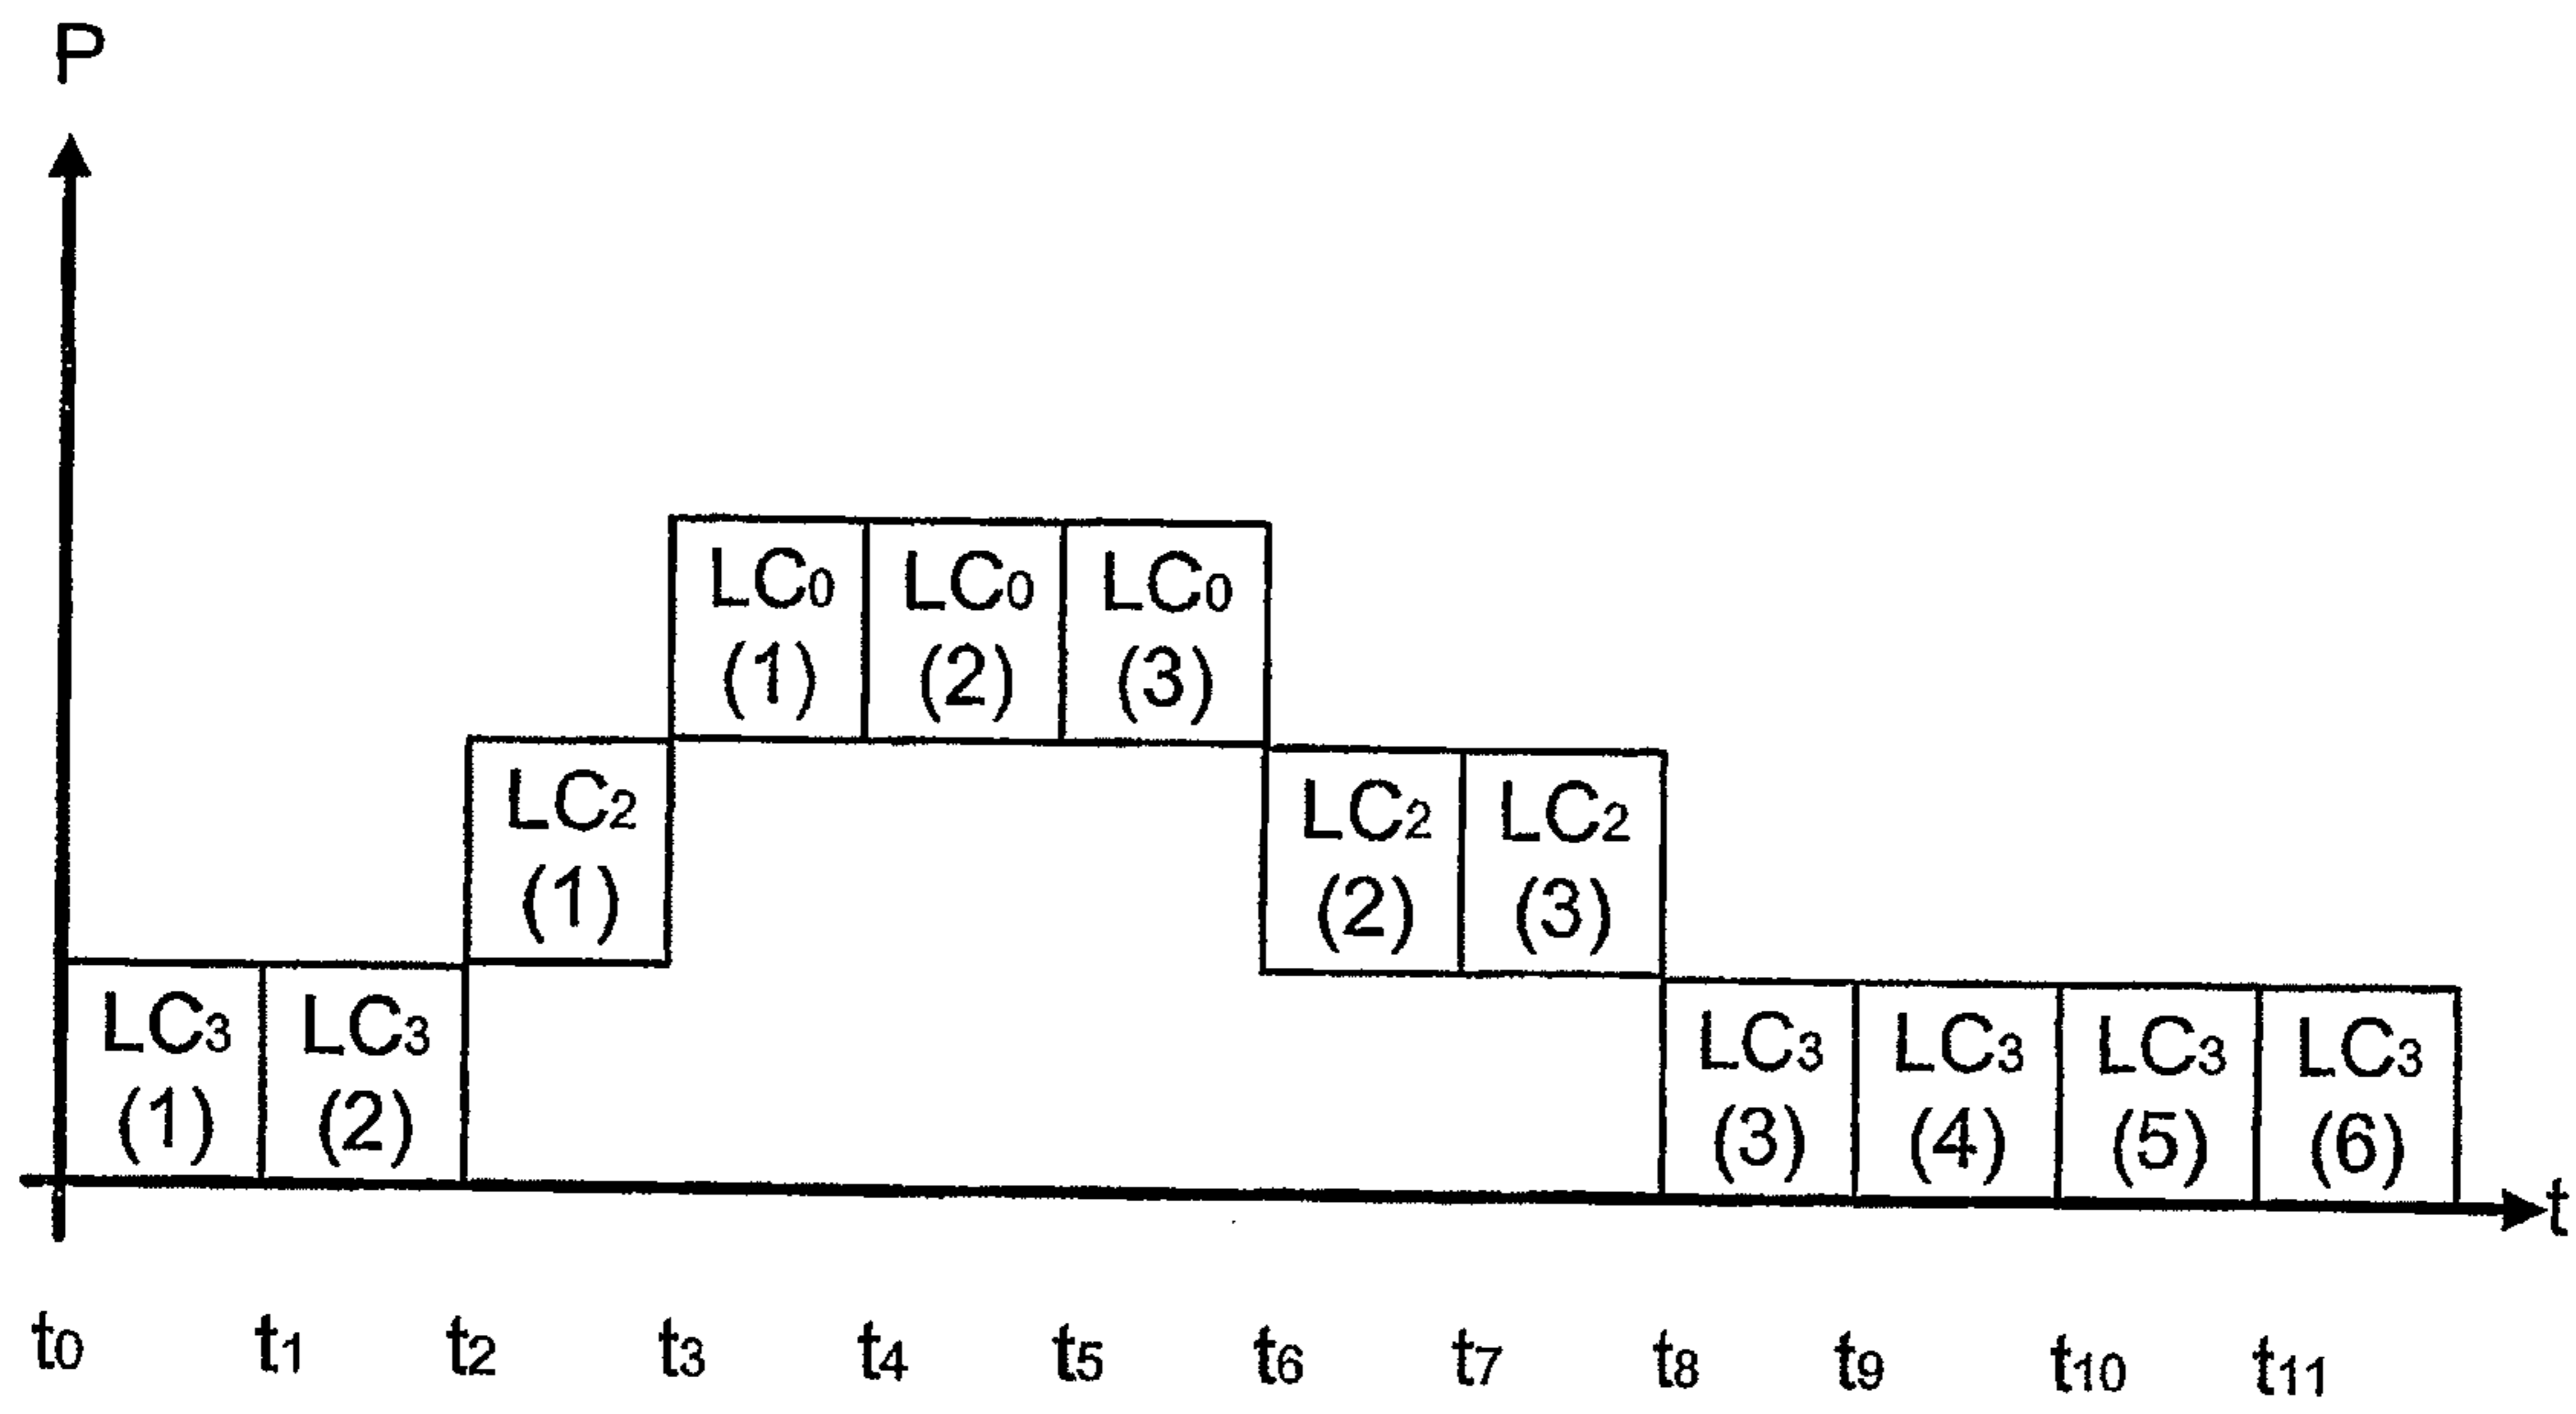 P
LC₀ LC₀ LC₀
(1) (2) (3)
LC₂ LC₂ LC₂
(1) (2) (3)
LC₃ LC₃ LC₃ LC₃ LC₃ LC₃
(1) (2) (3) (4) (5) (6)
t
t₀ t₁ t₂ t₃ t₄ t₅ t₆ t₇ t₈ t₉ t₁₀ t₁₁